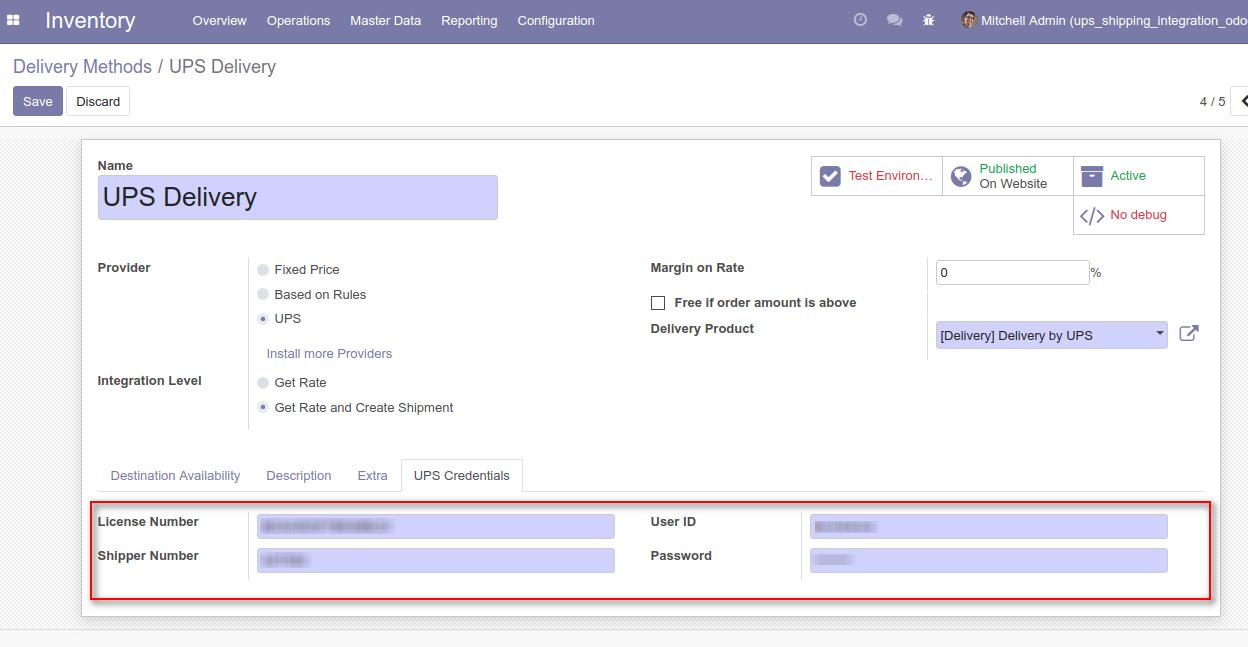 Inventory Overview Operations Master Data Reporting Configuration Mitchell Admin (ups_shipping_integration_odo
Delivery Methods / UPS Delivery
Save Discard 4 / 5
Name
UPS Delivery
Test Environ...
Published
On Website
Active
No debug
Provider
Fixed Price
Based on Rules
UPS
Install more Providers
Integration Level
Get Rate
Get Rate and Create Shipment
Margin on Rate 0 %
Free if order amount is above
Delivery Product [Delivery] Delivery by UPS
Destination Availability Description Extra UPS Credentials
License Number User ID
Shipper Number Password